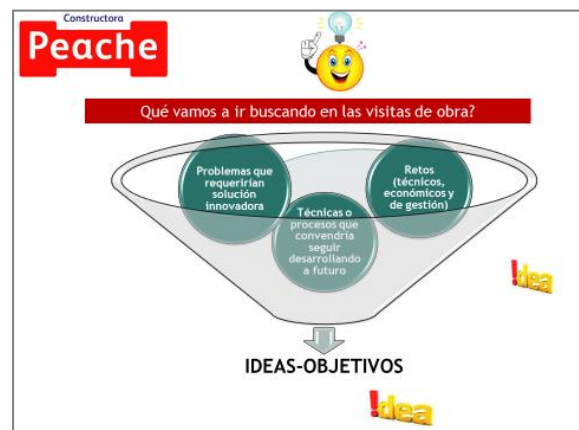 Constructora
Peache
Qué vamos a ir buscando en las visitas de obra?
Problemas que
requerirían
solución
innovadora
Retos
(técnicos,
económicos y
de gestión)
Técnicas o
procesos que
convendría
seguir
desarrollando
a futuro
!dea
IDEAS-OBJETIVOS
!dea